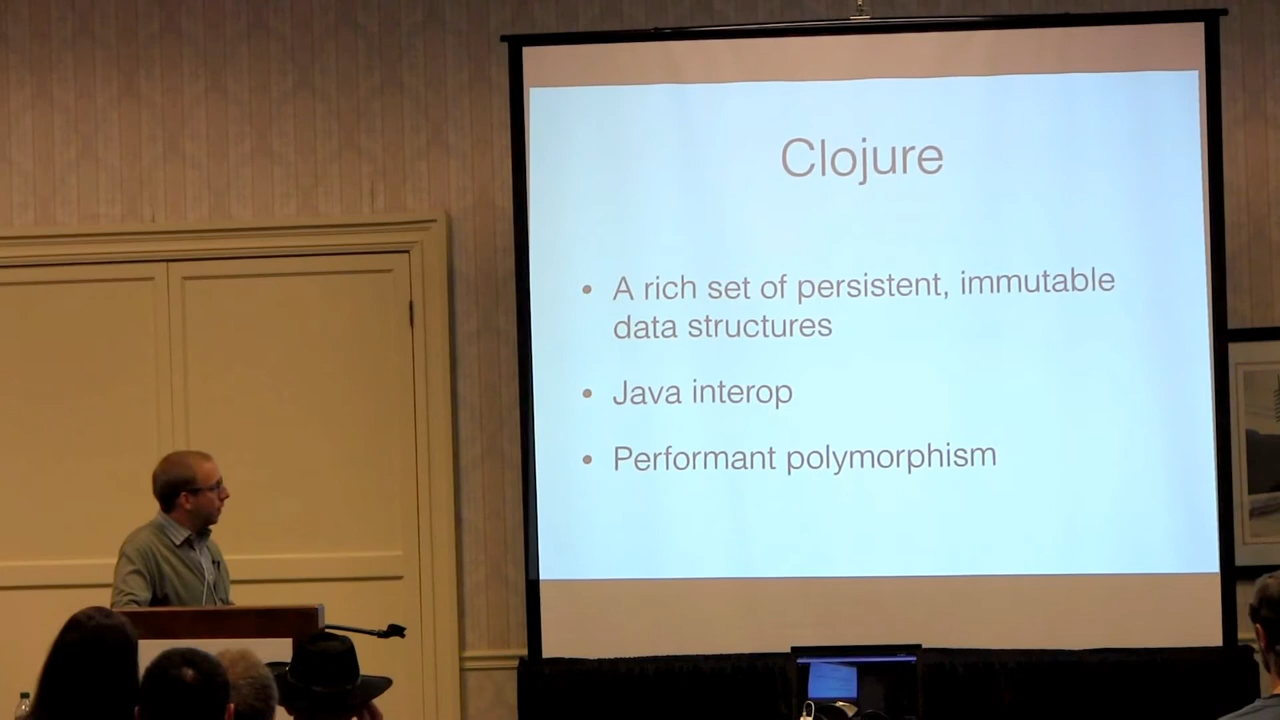 Clojure
• A rich set of persistent, immutable
data structures
• Java interop
• Performant polymorphism